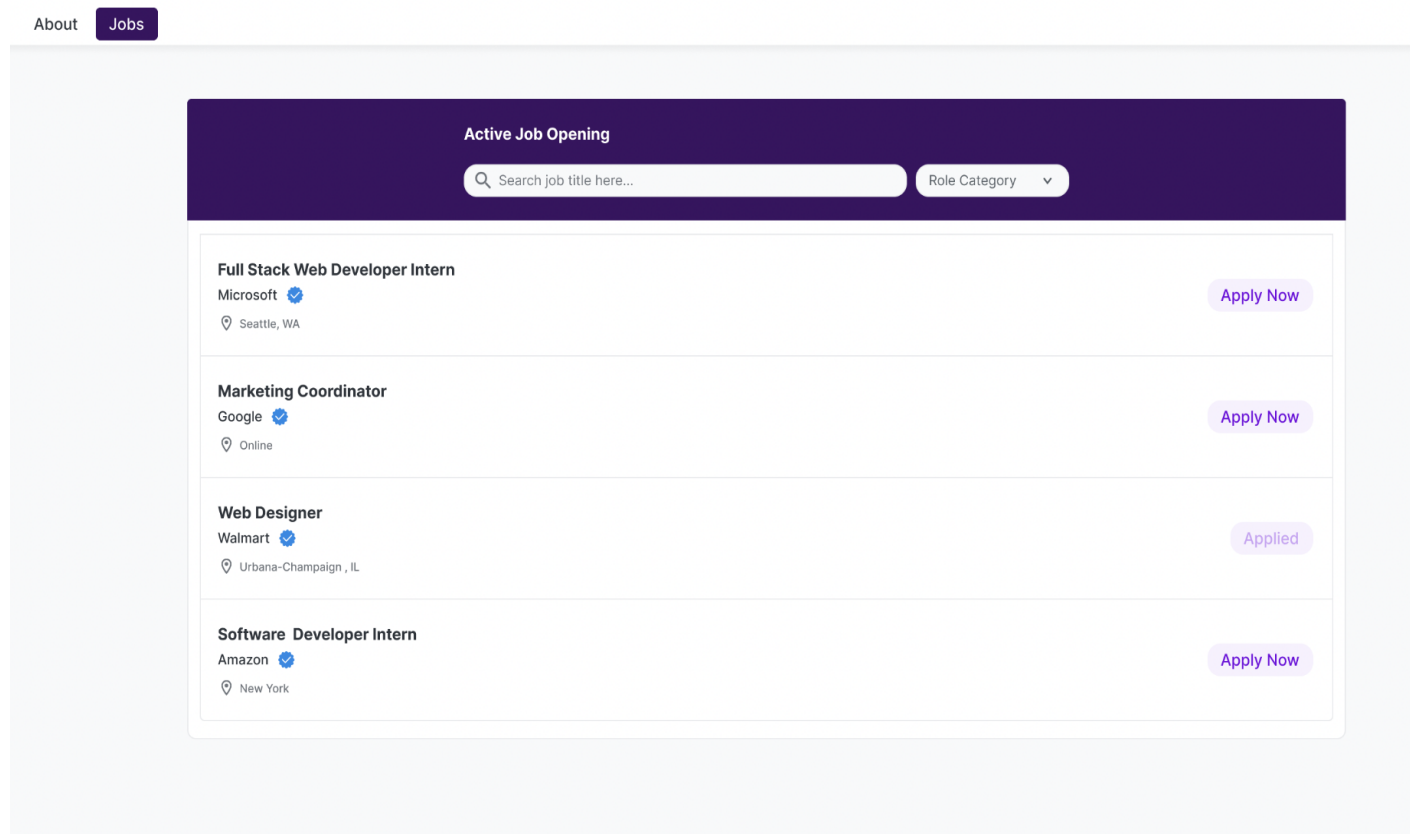 About Jobs
Active Job Opening
Search job title here... Role Category
Full Stack Web Developer Intern
Microsoft
Seattle, WA
Apply Now
Marketing Coordinator
Google
Online
Apply Now
Web Designer
Walmart
Urbana-Champaign , IL
Applied
Software  Developer Intern
Amazon
New York
Apply Now